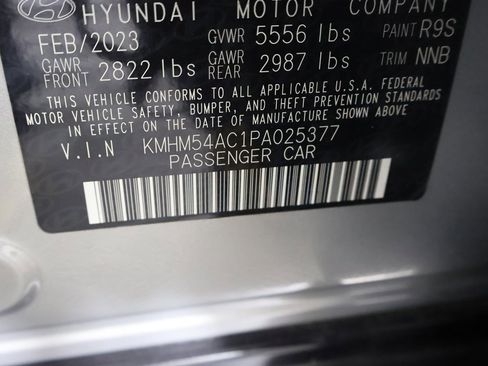 HYUNDAI MOTOR COMPANY
FEB/2023 GVWR 5556 lbs PAINT R9S
GAWR FRONT 2822 lbs GAWR REAR 2987 lbs TRIM NNB
THIS VEHICLE CONFORMS TO ALL APPLICABLE U.S.A. FEDERAL
MOTOR VEHICLE SAFETY, BUMPER, AND THEFT PREVENTION STANDARDS
IN EFFECT ON THE DATE OF MANUFACTURE SHOWN ABOVE
V.I.N KMHM54AC1PA025377
PASSENGER CAR